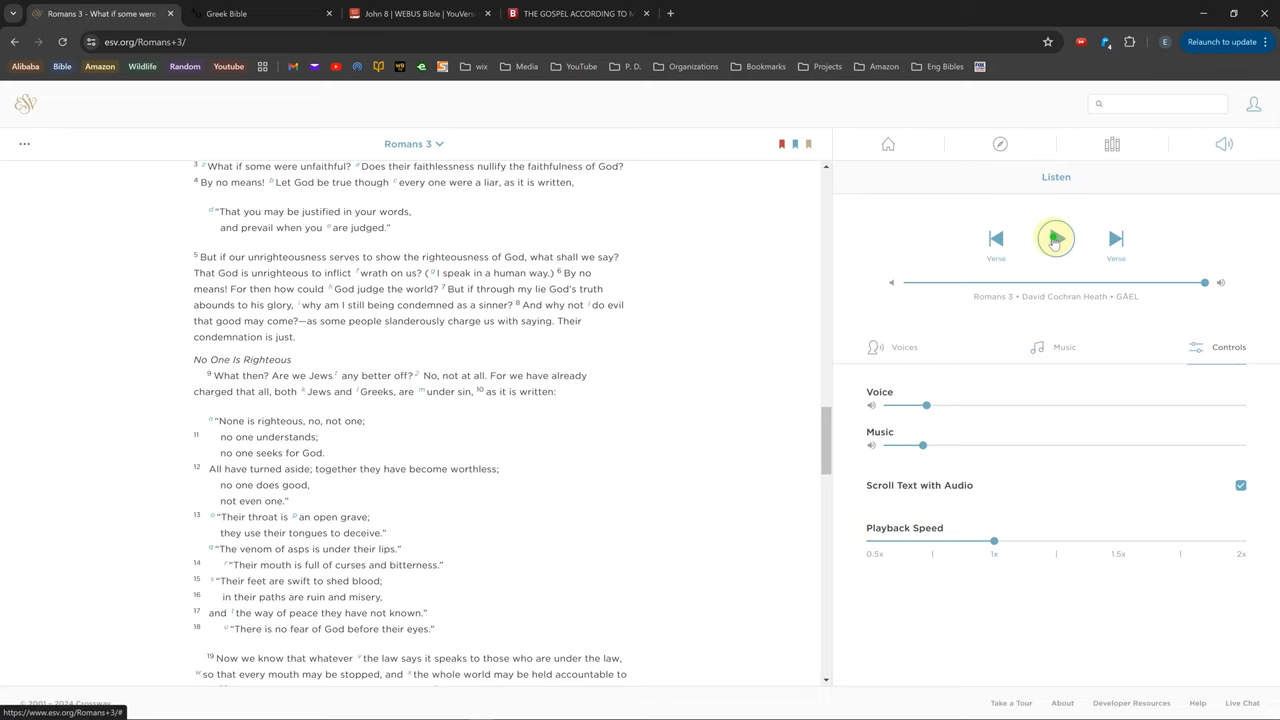 Romans 3 - What if some were
Greek Bible
John 8 | WEBUS Bible | YouVers
THE GOSPEL ACCORDING TO M
esv.org/Romans+3/
E
Relaunch to update
Alibaba
Bible
Amazon
Wildlife
Random
Youtube
wix
Media
YouTube
P. D.
Organizations
Bookmarks
Projects
Amazon
Eng Bibles
ESV
Romans 3
3 z What if some were unfaithful? a Does their faithlessness nullify the faithfulness of God?
4 By no means! b Let God be true though c every one were a liar, as it is written,
d “That you may be justified in your words,
and prevail when you e are judged.”
5 But if our unrighteousness serves to show the righteousness of God, what shall we say?
That God is unrighteous to inflict f wrath on us? ( g I speak in a human way.) 6 By no
means! For then how could h God judge the world? 7 But if through my lie God’s truth
abounds to his glory, i why am I still being condemned as a sinner? 8 And why not j do evil
that good may come?—as some people slanderously charge us with saying. Their
condemnation is just.
No One Is Righteous
9 What then? Are we Jews 1 any better off? 2 No, not at all. For we have already
charged that all, both k Jews and l Greeks, are m under sin, 10 as it is written:
n “None is righteous, no, not one;
11 no one understands;
no one seeks for God.
12 All have turned aside; together they have become worthless;
no one does good,
not even one.”
13 o “Their throat is p an open grave;
they use their tongues to deceive.”
q “The venom of asps is under their lips.”
14 r “Their mouth is full of curses and bitterness.”
15 s “Their feet are swift to shed blood;
16 in their paths are ruin and misery,
17 and t the way of peace they have not known.”
18 u “There is no fear of God before their eyes.”
19 Now we know that whatever v the law says it speaks to those who are under the law,
w so that every mouth may be stopped, and x the whole world may be held accountable to
Listen
Verse
Verse
Romans 3 • David Cochran Heath • GÅEL
Voices
Music
Controls
Voice
Music
Scroll Text with Audio
Playback Speed
0.5x
1x
1.5x
2x
© 2001 – 2024 Crossway
Take a Tour
About
Developer Resources
Help
Live Chat
https://www.esv.org/Romans+3/#